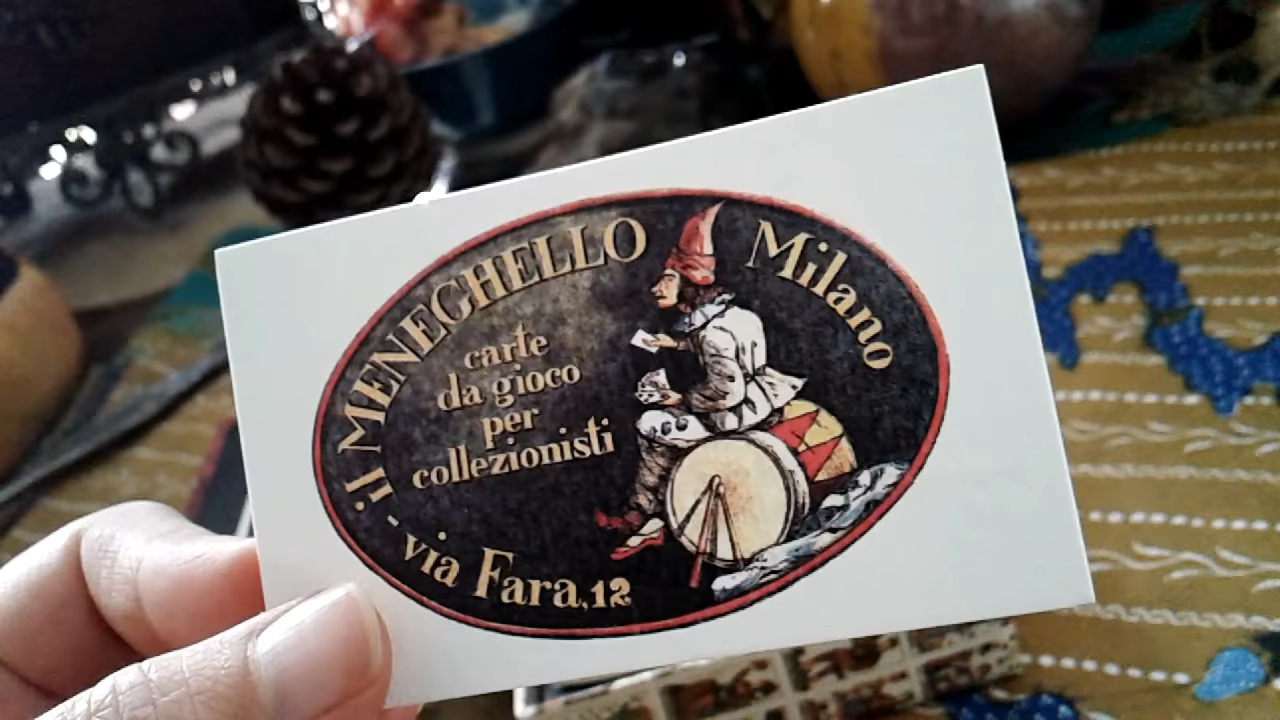 il MENEGHELLO - via Fara, 12
Milano
carte
da gioco
per
collezionisti